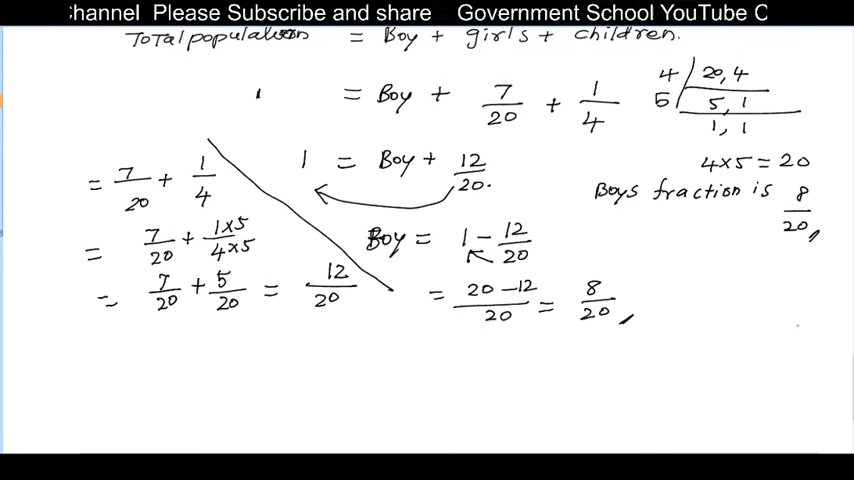 channel  Please Subscribe and share    Government School YouTube C
Total population = Boy + girls + children.
1 = Boy + 7/20 + 1/4
4 | 20, 4
5 | 5, 1
1, 1
4 x 5 = 20
1 = Boy + 12/20.
Boy = 1 - 12/20
= 20 - 12/20 = 8/20,
= 7/20 + 1/4
= 7/20 + 1x5/4x5
= 7/20 + 5/20 = 12/20
Boys fraction is 8/20,